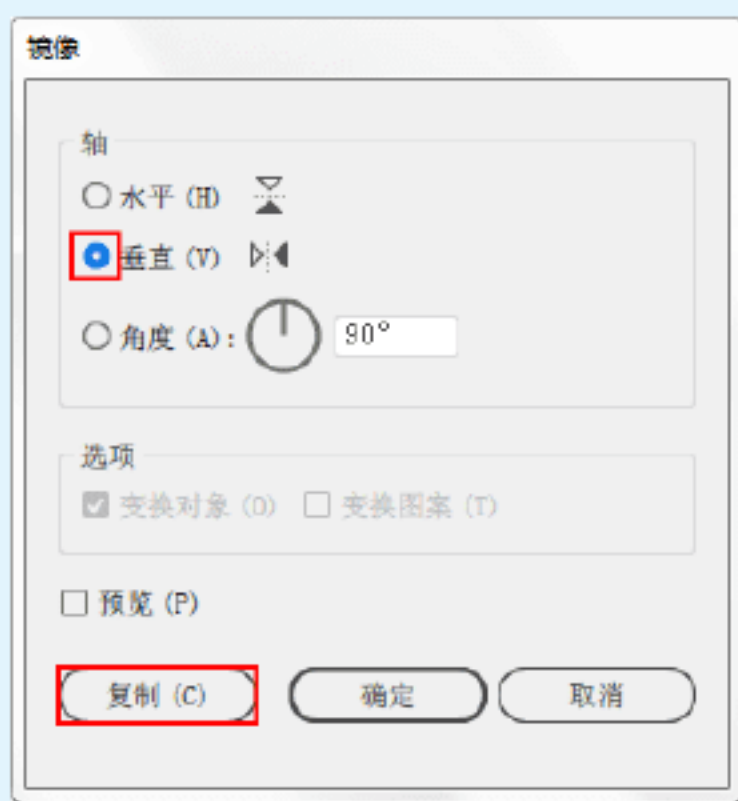 镜像
轴
水平 (H)
垂直 (V)
角度 (A): 90°
选项
变换对象 (O) 变换图案 (T)
预览 (P)
复制 (C) 确定 取消